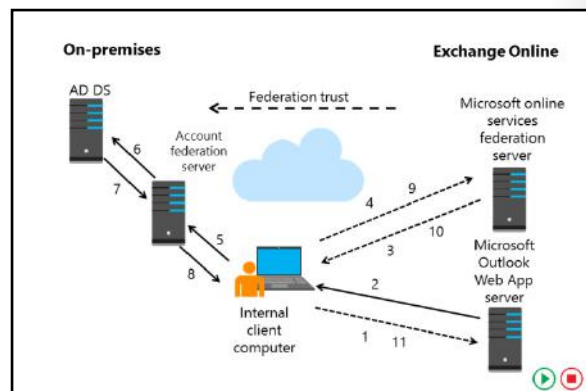 On-premises
Exchange Online
AD DS
Federation trust
Microsoft online
services
federation
server
Account
federation
server
6
7
4
9
5
3
10
8
Microsoft
Outlook
Web App
server
2
Internal
client
computer
1
11